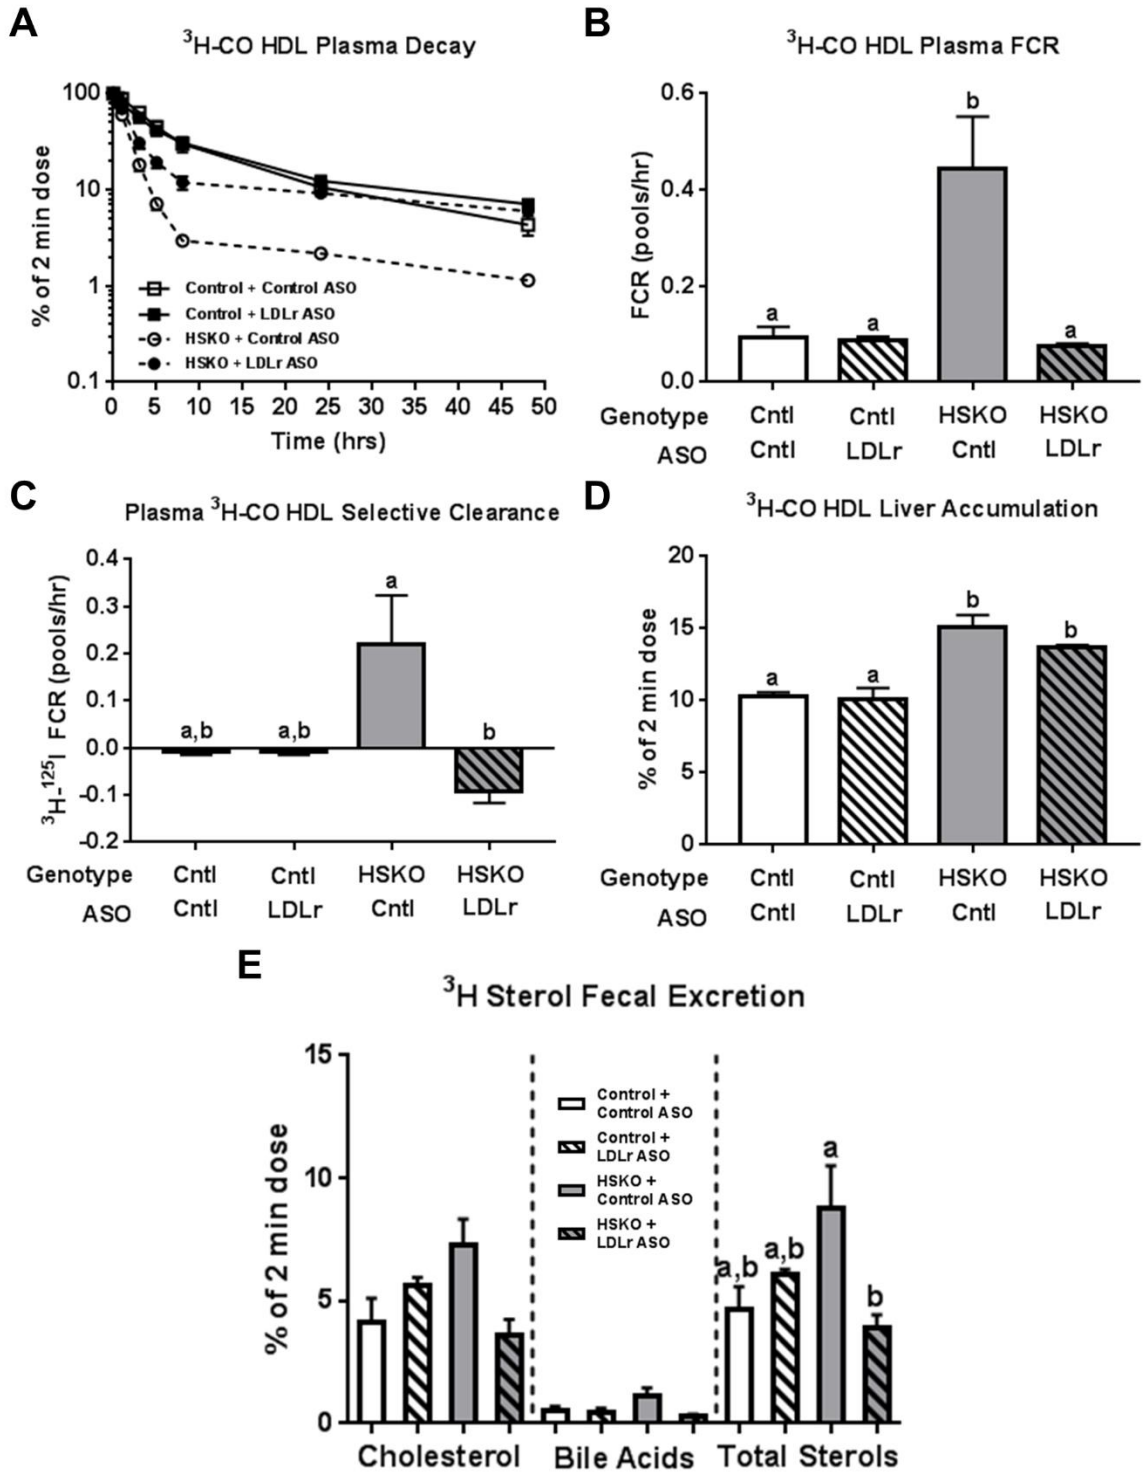 A
³H-CO HDL Plasma Decay
% of 2 min dose
100
10
1
0.1
Control + Control ASO
Control + LDLr ASO
HSKO + Control ASO
HSKO + LDLr ASO
0 5 10 15 20 25 30 35 40 45 50
Time (hrs)
B
³H-CO HDL Plasma FCR
FCR (pools/hr)
0.6
0.4
0.2
0.0
a a b a
Genotype Cntl Cntl HSKO HSKO
ASO Cntl LDLr Cntl LDLr
C
Plasma ³H-CO HDL Selective Clearance
³H-¹²⁵I FCR (pools/hr)
0.4
0.3
0.2
0.1
0.0
-0.1
-0.2
a,b a,b a b
Genotype Cntl Cntl HSKO HSKO
ASO Cntl LDLr Cntl LDLr
D
³H-CO HDL Liver Accumulation
% of 2 min dose
20
15
10
5
0
a a b b
Genotype Cntl Cntl HSKO HSKO
ASO Cntl LDLr Cntl LDLr
E
³H Sterol Fecal Excretion
% of 2 min dose
15
10
5
0
Control +
Control ASO
Control +
LDLr ASO
HSKO +
Control ASO
HSKO +
LDLr ASO
a,b a,b a b
Cholesterol Bile Acids Total Sterols